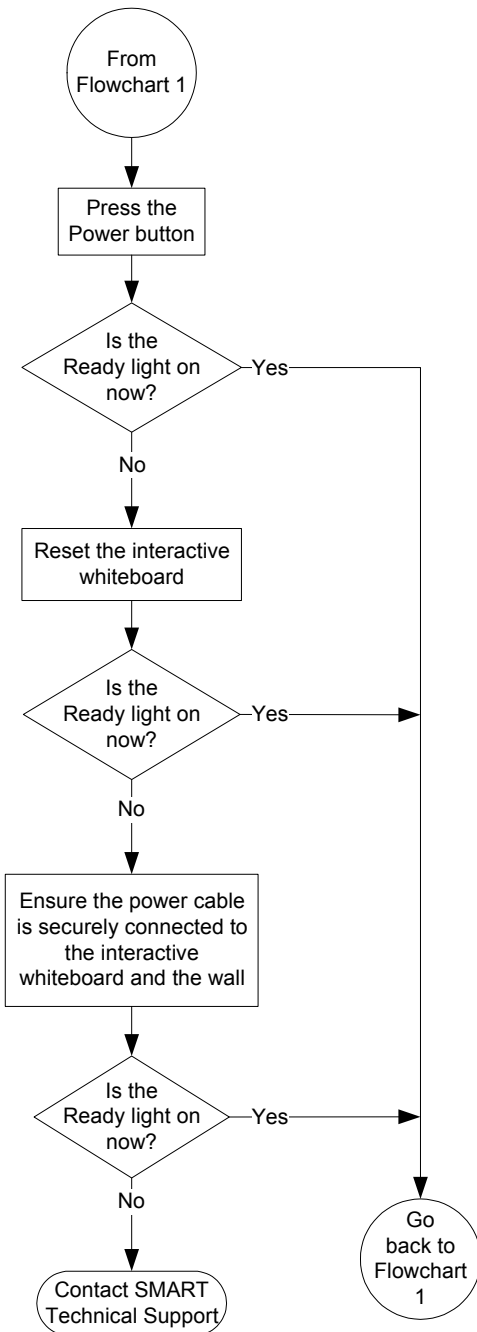 From
Flowchart 1
Press the
Power button
Is the
Ready light on
now?
Yes
No
Reset the interactive
whiteboard
Is the
Ready light on
now?
Yes
No
Ensure the power cable
is securely connected to
the interactive
whiteboard and the wall
Is the
Ready light on
now?
Yes
No
Contact SMART
Technical Support
Go
back to
Flowchart
1